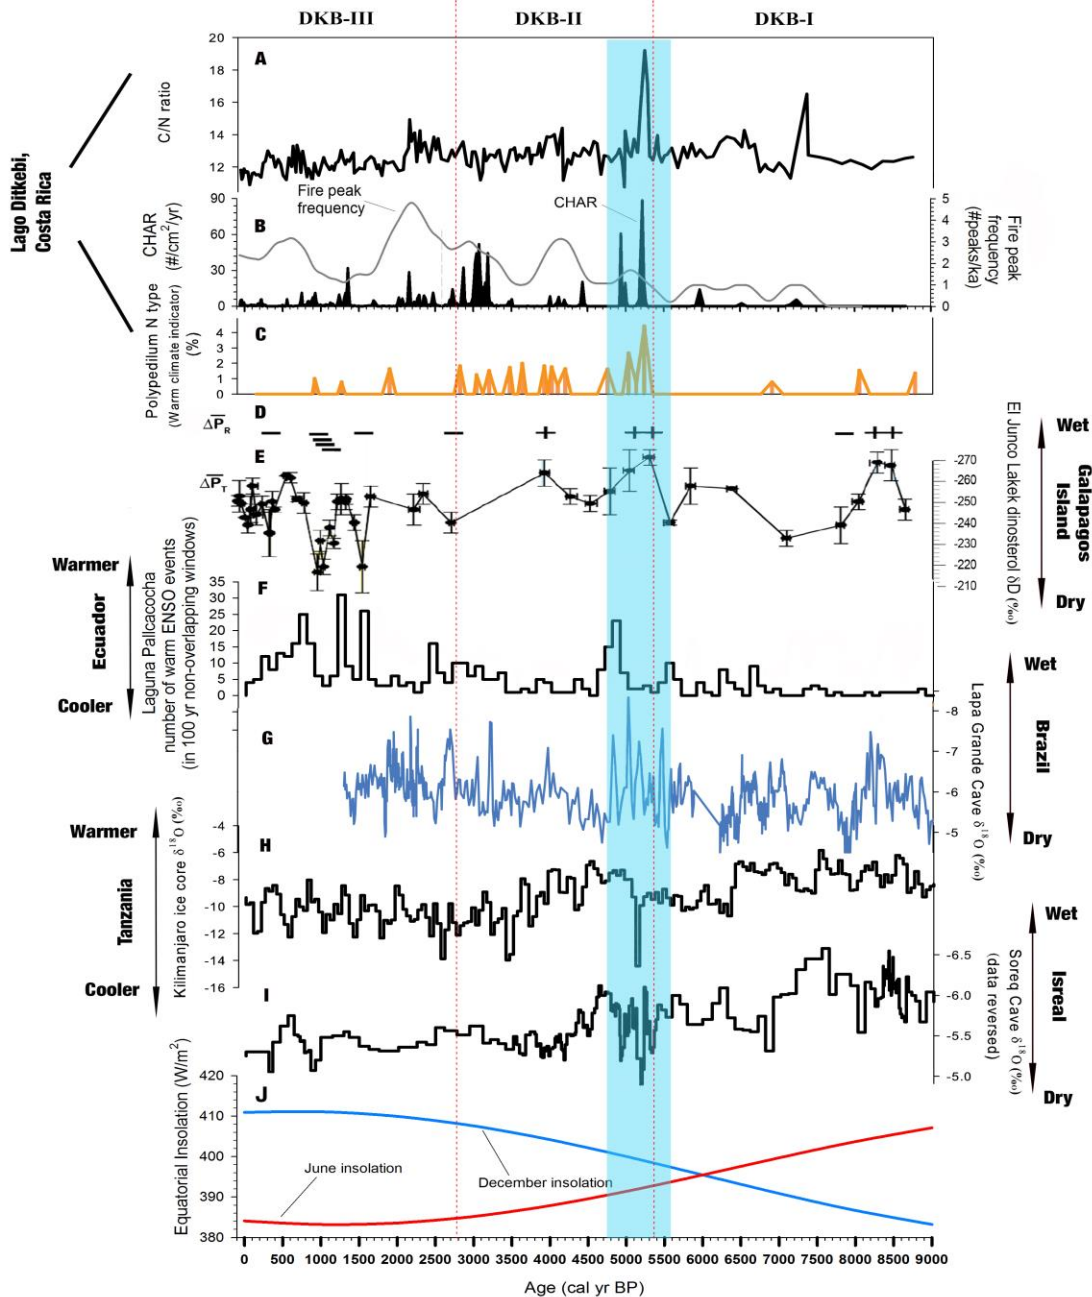 DKB-III
DKB-II
DKB-I
Lago Ditkebi,
Costa Rica
A
C/N ratio
20
18
16
14
12
B
CHAR
(#/cm²/yr)
90
60
30
0
Fire peak
frequency
CHAR
5
4
3
2
1
0
Fire peak
frequency
(#peaks/ka)
C
Polypedilum N type
(Warm climate indicator)
(%)
4
3
2
1
0
D
ΔP̅R
E
ΔP̅T
-270
-260
-250
-240
-230
-220
-210
El Junco Lakek dinosterol δD (‰)
Wet
Galapagos
Island
Dry
Warmer
Ecuador
Cooler
Laguna Pallcacocha
number of warm ENSO events
(in 100 yr non-overlapping windows)
F
35
30
25
20
15
10
5
0
G
-8
-7
-6
-5
Lapa Grande Cave δ18O (‰)
Wet
Brazil
Dry
Warmer
Tanzania
Cooler
Kilimanjaro ice core δ18O (‰)
H
-4
-6
-8
-10
-12
-14
-16
I
-6.5
-6.0
-5.5
-5.0
Soreq Cave δ18O (‰)
(data reversed)
Wet
Isreal
Dry
J
Equatorial Insolation (W/m²)
420
410
400
390
380
June insolation
December insolation
0 500 1000 1500 2000 2500 3000 3500 4000 4500 5000 5500 6000 6500 7000 7500 8000 8500 9000
Age (cal yr BP)